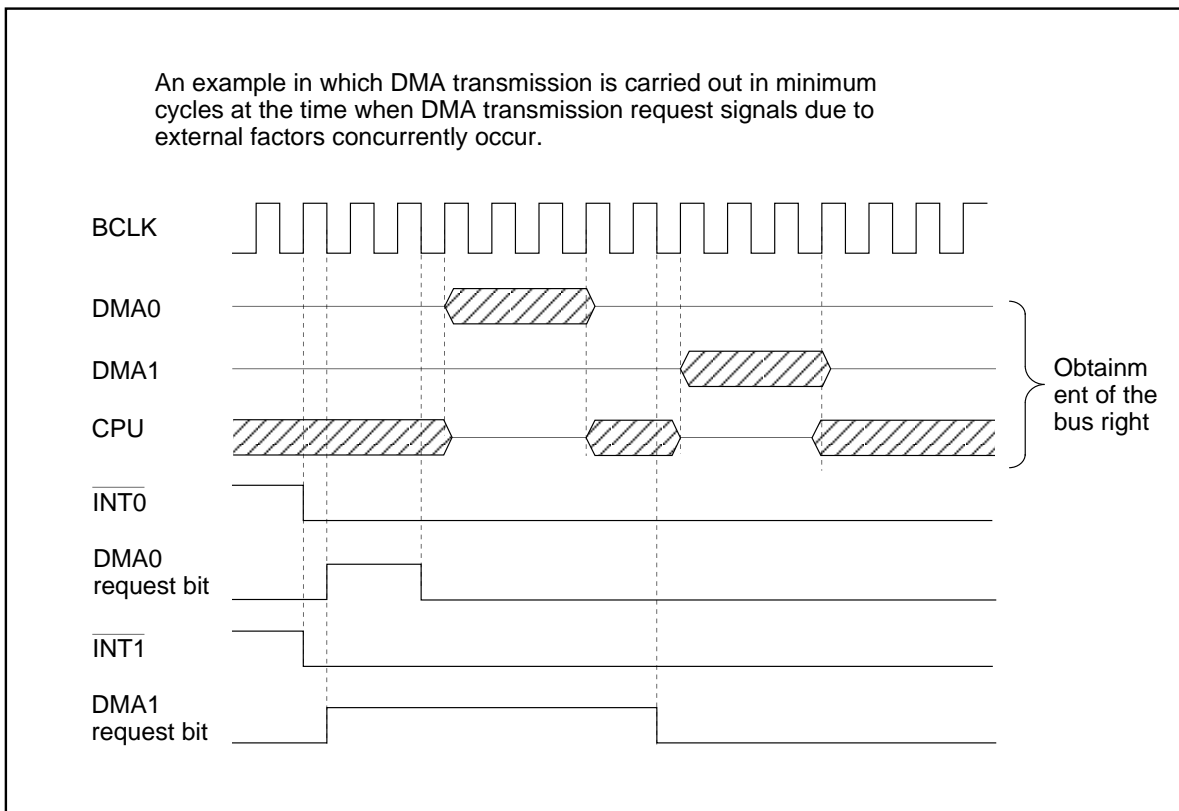 An example in which DMA transmission is carried out in minimum
cycles at the time when DMA transmission request signals due to
external factors concurrently occur.
BCLK
DMA0
DMA1
CPU
Obtainm
ent of the
bus right
INT0
DMA0
request bit
INT1
DMA1
request bit